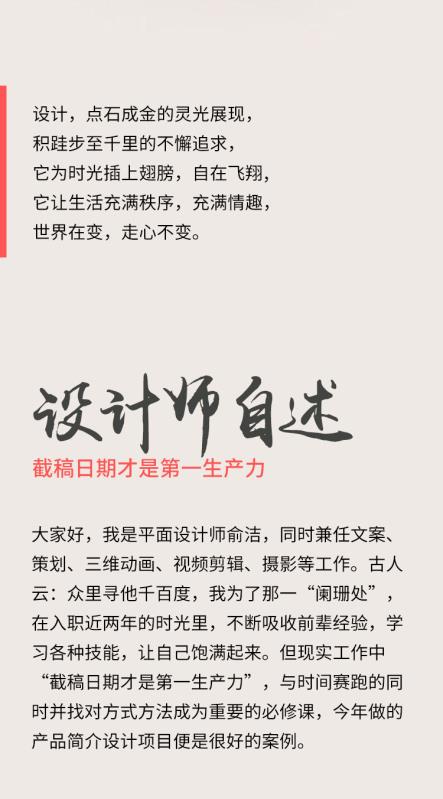 设计，点石成金的灵光展现，
积跬步至千里的不懈追求，
它为时光插上翅膀，自在飞翔，
它让生活充满秩序，充满情趣，
世界在变，走心不变。
设计师自述
截稿日期才是第一生产力
大家好，我是平面设计师俞洁，同时兼任文案、
策划、三维动画、视频剪辑、摄影等工作。古人
云：众里寻他千百度，我为了那一“阑珊处”，
在入职近两年的时光里，不断吸收前辈经验，学
习各种技能，让自己饱满起来。但现实工作中
“截稿日期才是第一生产力”，与时间赛跑的同
时并找对方式方法成为重要的必修课，今年做的
产品简介设计项目便是很好的案例。